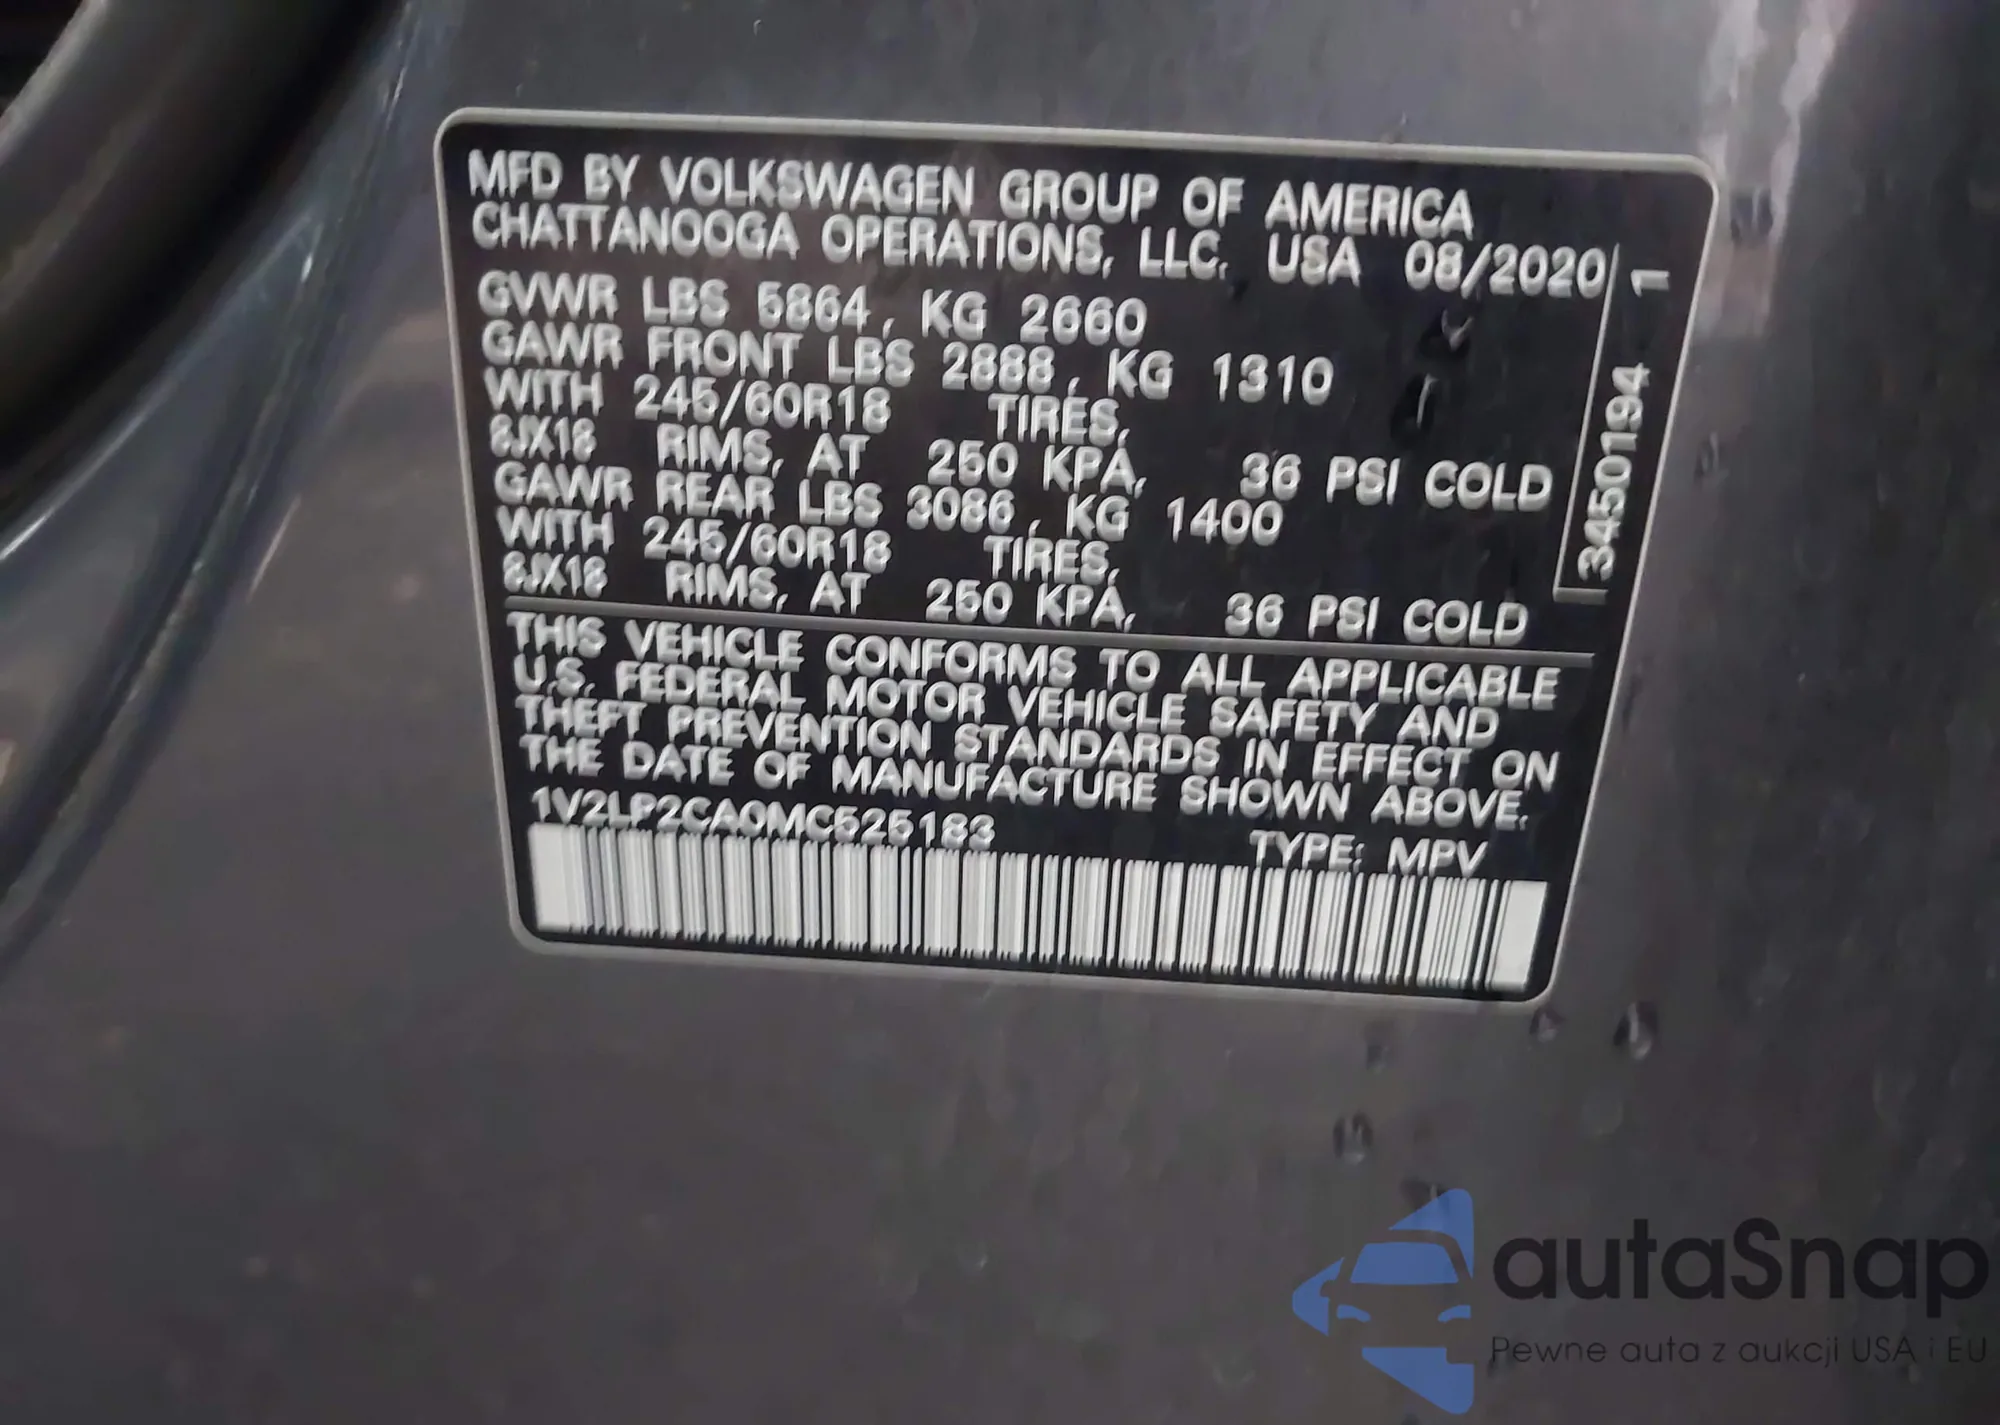 MFD BY VOLKSWAGEN GROUP OF AMERICA
CHATTANOOGA OPERATIONS, LLC. USA 08/2020
GVWR LBS 5864, KG 2660
GAWR FRONT LBS 2888, KG 1310
WITH 245/60R18 TIRES,
8JX18 RIMS, AT 250 KPA, 36 PSI COLD
GAWR REAR LBS 3086, KG 1400
WITH 245/60R18 TIRES,
8JX18 RIMS, AT 250 KPA, 36 PSI COLD
34501194 1
THIS VEHICLE CONFORMS TO ALL APPLICABLE
U.S. FEDERAL MOTOR VEHICLE SAFETY AND
THEFT PREVENTION STANDARDS IN EFFECT ON
THE DATE OF MANUFACTURE SHOWN ABOVE.
1V2LP2CA0MC525183 TYPE: MPV
autaSnap
Pewne auta z aukcji USA i EU